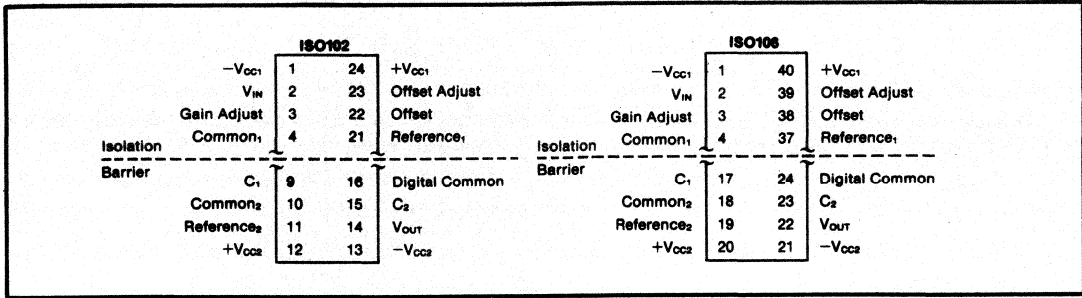 ISO102
−VCC1 1 24 +VCC1
VIN 2 23 Offset Adjust
Gain Adjust 3 22 Offset
Common1 4 21 Reference1
Isolation
Barrier
C1 9 16 Digital Common
Common2 10 15 C2
Reference2 11 14 VOUT
+VCC2 12 13 −VCC2
ISO106
−VCC1 1 40 +VCC1
VIN 2 39 Offset Adjust
Gain Adjust 3 38 Offset
Common1 4 37 Reference1
Isolation
Barrier
C1 17 24 Digital Common
Common2 18 23 C2
Reference2 19 22 VOUT
+VCC2 20 21 −VCC2